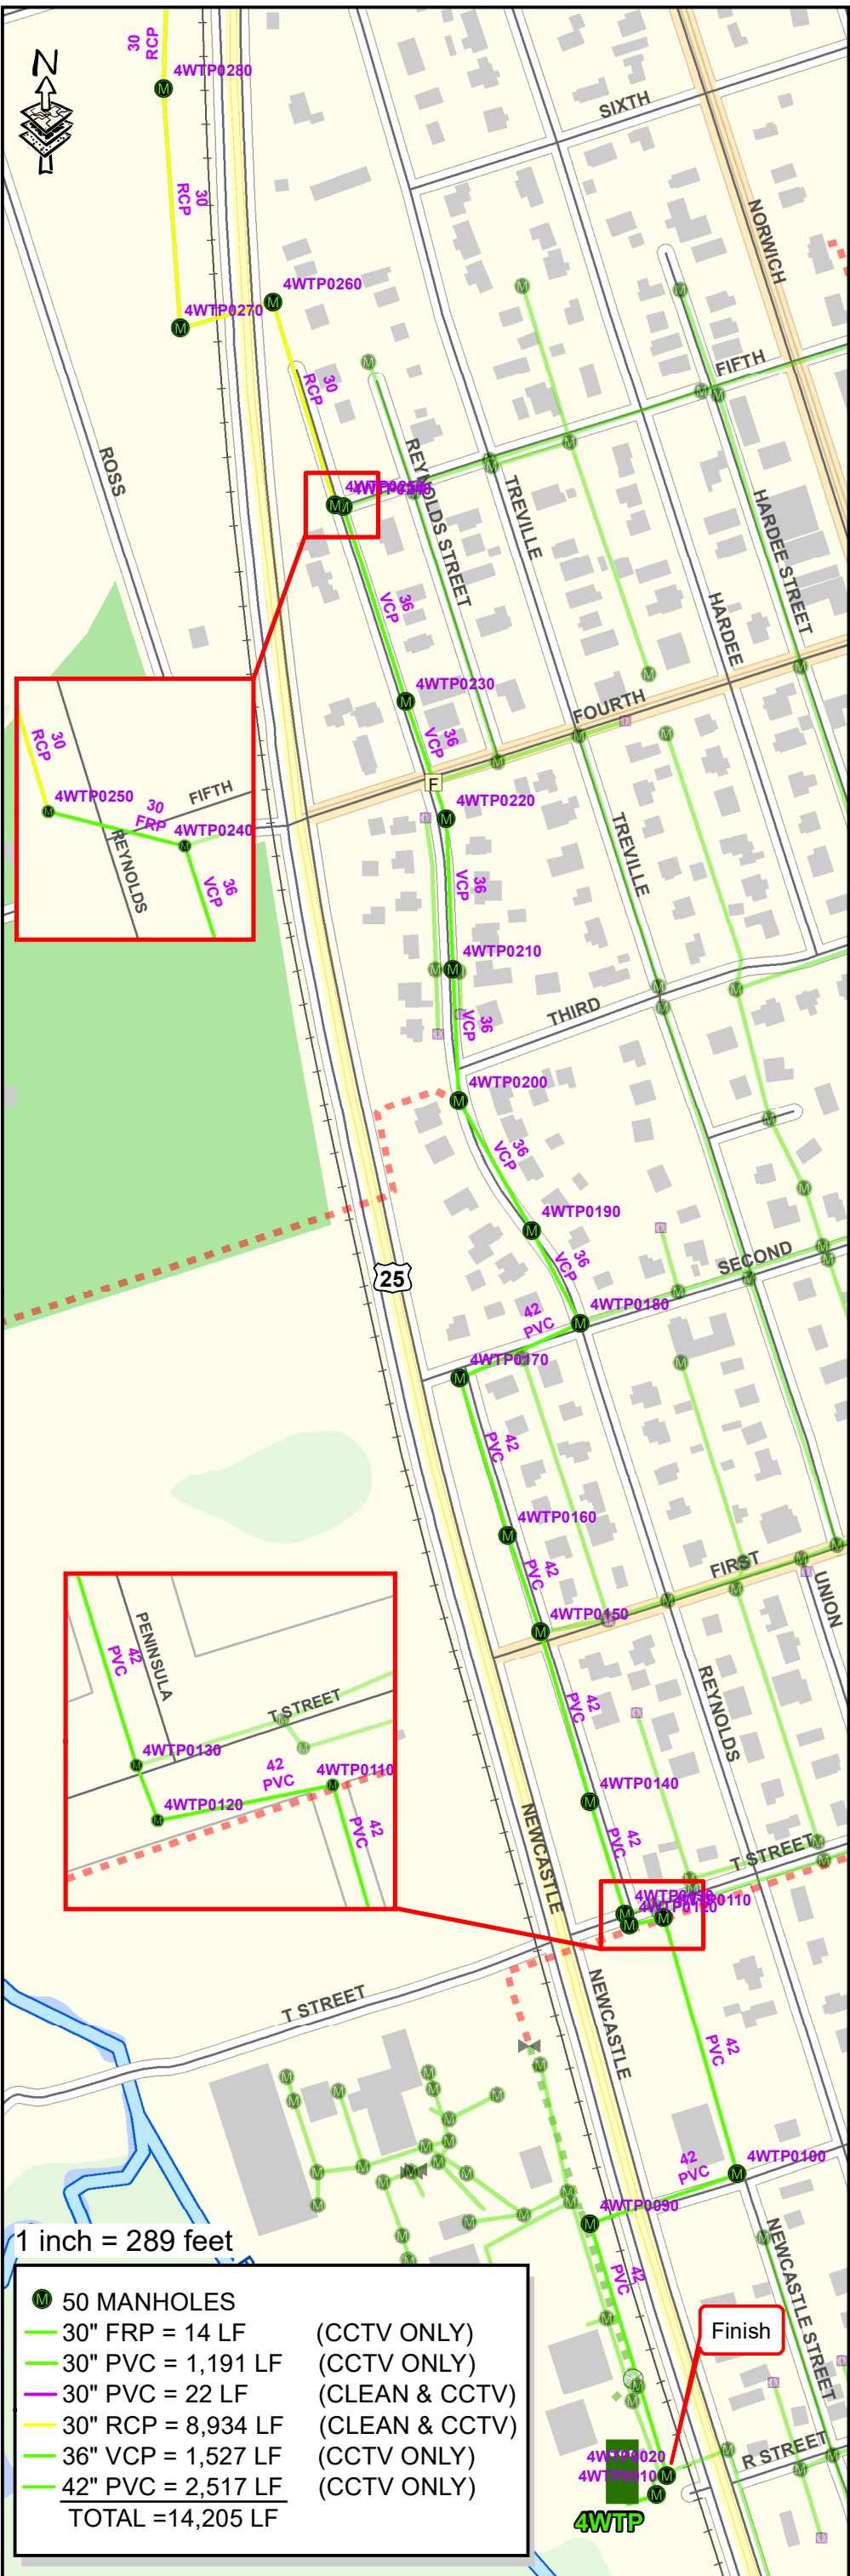 N
30
RCP
4WTP0280
SIXTH
30
RCP
NORWICH
4WTP0260
4WTP0270
FIFTH
30
RCP
ROSS
REYNOLDS STREET
TREVILLE
HARDEE STREET
36
VCP
HARDEE
4WTP0230
FOURTH
36
VCP
F
30
RCP
4WTP0250
FIFTH
30
FRP
4WTP0240
REYNOLDS
36
VCP
4WTP0220
TREVILLE
36
VCP
4WTP0210
THIRD
36
VCP
4WTP0200
36
VCP
4WTP0190
SECOND
36
VCP
25
4WTP0180
42
PVC
4WTP0170
42
PVC
4WTP0160
42
PVC
FIRST
UNION
4WTP0150
REYNOLDS
42
PVC
PENINSULA
42
PVC
T STREET
4WTP0130
42
PVC
4WTP0110
4WTP0120
42
PVC
4WTP0140
42
PVC
NEWCASTLE
T STREET
4WTP0120
T STREET
NEWCASTLE
42
PVC
4WTP0100
42
PVC
4WTP0090
NEWCASTLE STREET
42
PVC
Finish
R STREET
4WTP0020
4WTP0010
4WTP
1 inch = 289 feet
M 50 MANHOLES
30" FRP = 14 LF (CCTV ONLY)
30" PVC = 1,191 LF (CCTV ONLY)
30" PVC = 22 LF (CLEAN & CCTV)
30" RCP = 8,934 LF (CLEAN & CCTV)
36" VCP = 1,527 LF (CCTV ONLY)
42" PVC = 2,517 LF (CCTV ONLY)
TOTAL =14,205 LF